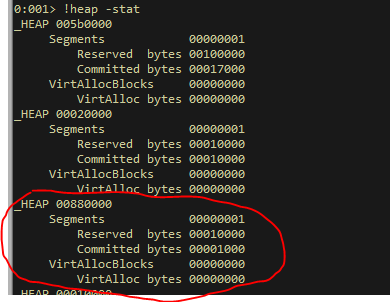 0:001> !heap -stat
_HEAP 005b0000
Segments 00000001
Reserved bytes 00100000
Committed bytes 00017000
VirtAllocBlocks 00000000
VirtAlloc bytes 00000000
_HEAP 00020000
Segments 00000001
Reserved bytes 00010000
Committed bytes 00010000
VirtAllocBlocks 00000000
VirtAlloc bytes 00000000
_HEAP 00880000
Segments 00000001
Reserved bytes 00010000
Committed bytes 00001000
VirtAllocBlocks 00000000
VirtAlloc bytes 00000000
_HEAP 00010000